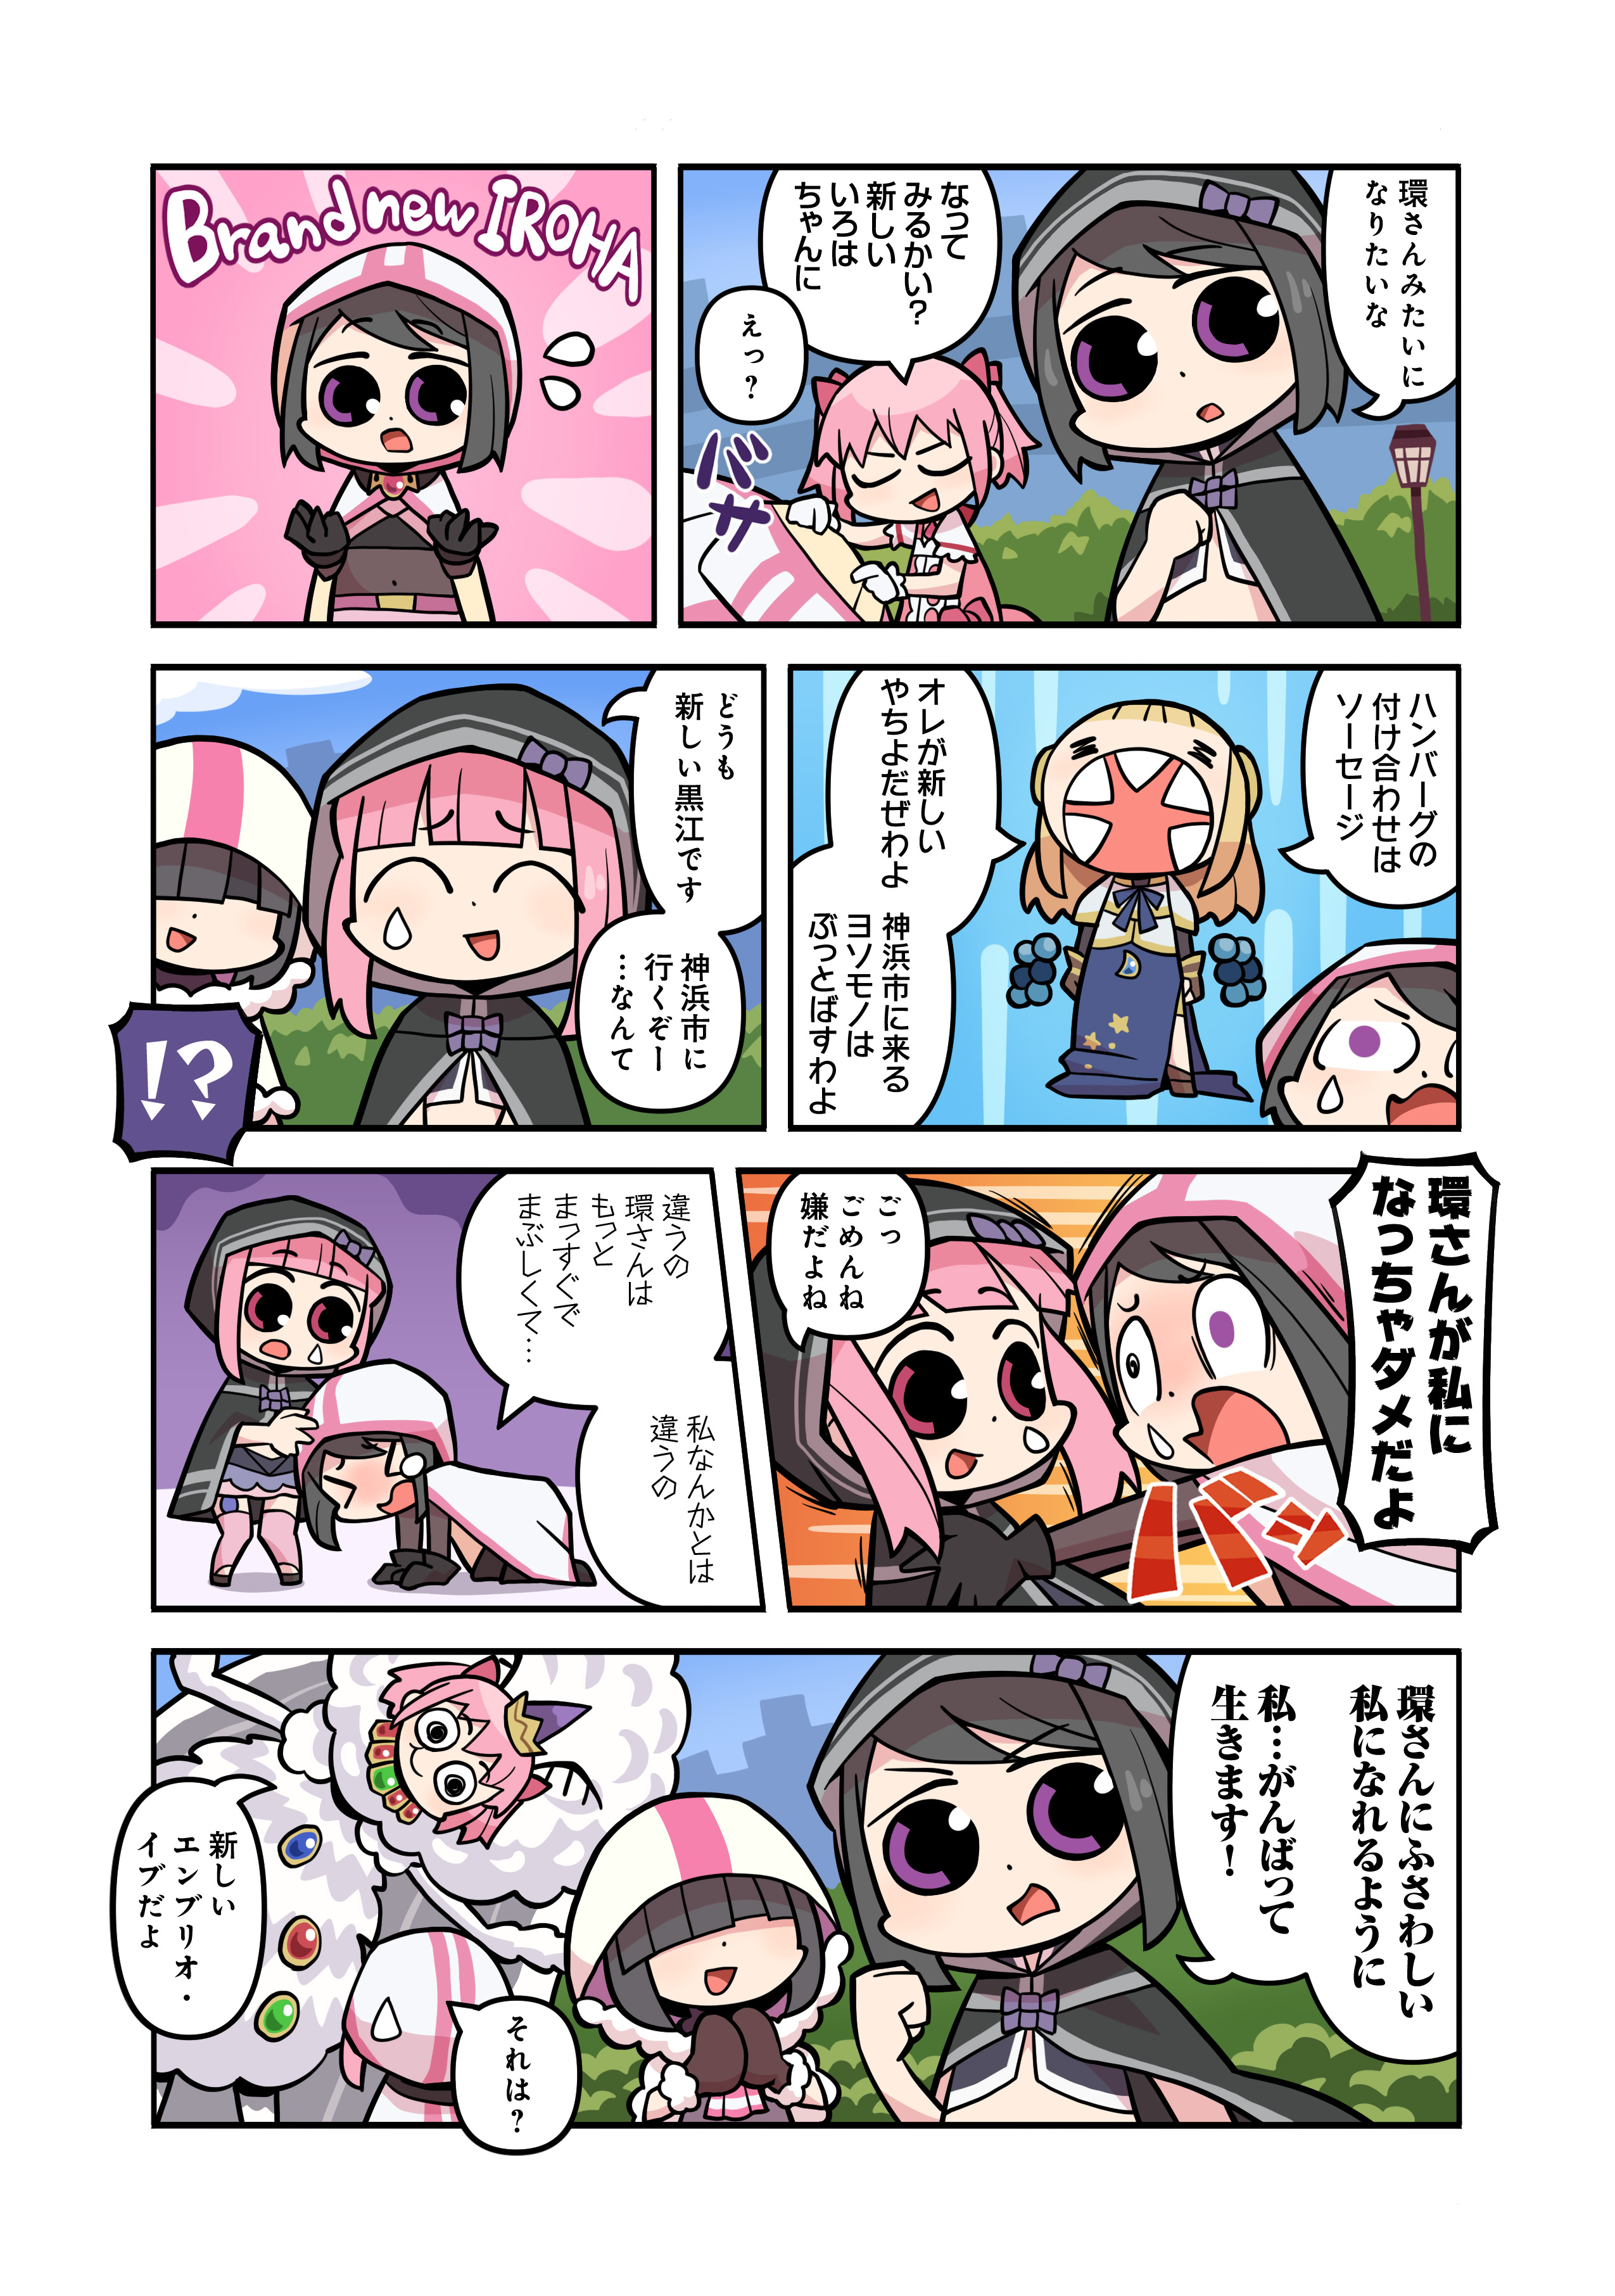 環さんみたいに
なりたいな
なって
みるかい？
新しい
いろは
ちゃんに
えっ？
バサ
Brand new IROHA
ハンバーグの
付け合わせは
ソーセージ
オレが新しい
やちよだぜわよ
神浜市に来る
ヨソモノは
ぶっとばすわよ
どうも
新しい黒江です
神浜市に
行くぞー
…なんて
！？
環さんが私に
なっちゃダメだよ
バッ
ごっ
ごめんね
嫌だよね
違うの
環さんは
もっと
まっすぐで
まぶしくて…
私なんかとは
違うの
環さんにふさわしい
私になれるように
私…がんばって
生きます！
それは？
新しい
エンブリオ・
イブだよ